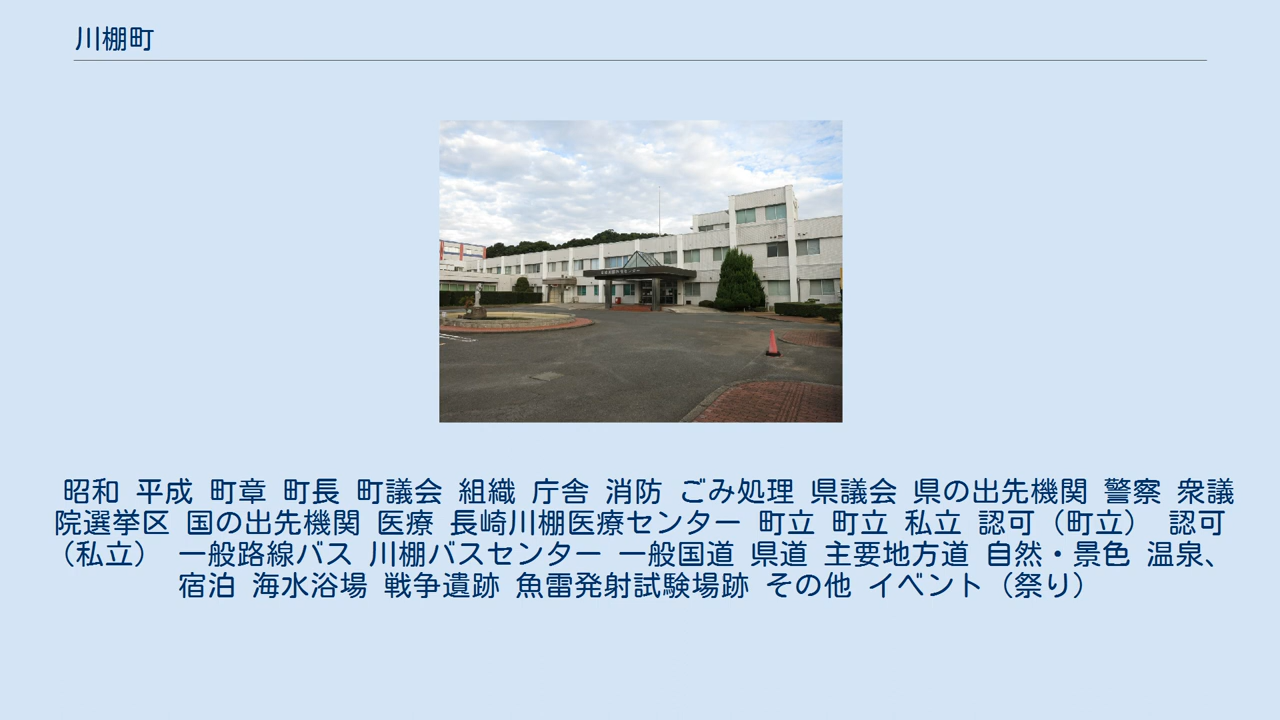 川棚町
昭和 平成 町章 町長 町議会 組織 庁舎 消防 ごみ処理 県議会 県の出先機関 警察 衆議
院選挙区 国の出先機関 医療 長崎川棚医療センター 町立 町立 私立 認可（町立） 認可
（私立） 一般路線バス 川棚バスセンター 一般国道 県道 主要地方道 自然・景色 温泉、
宿泊 海水浴場 戦争遺跡 魚雷発射試験場跡 その他 イベント（祭り）